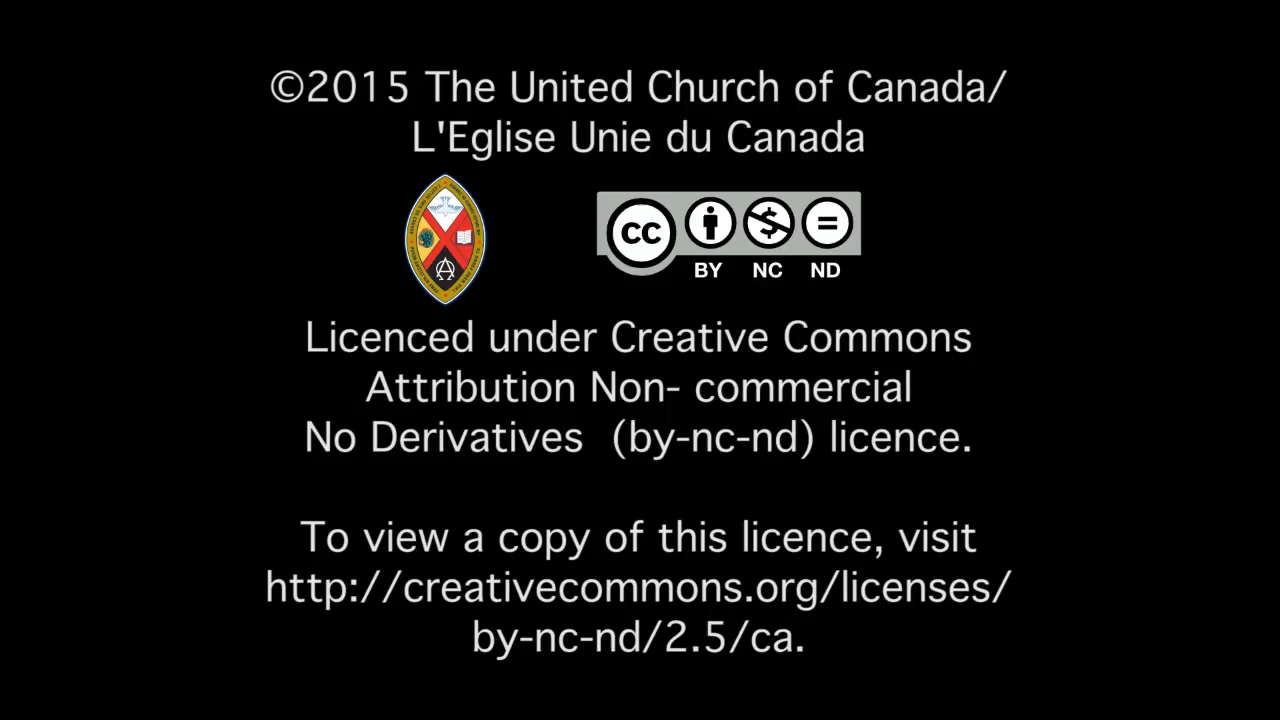 ©2015 The United Church of Canada/
L'Eglise Unie du Canada
cc
BY NC ND
Licenced under Creative Commons
Attribution Non- commercial
No Derivatives (by-nc-nd) licence.
To view a copy of this licence, visit
http://creativecommons.org/licenses/
by-nc-nd/2.5/ca.